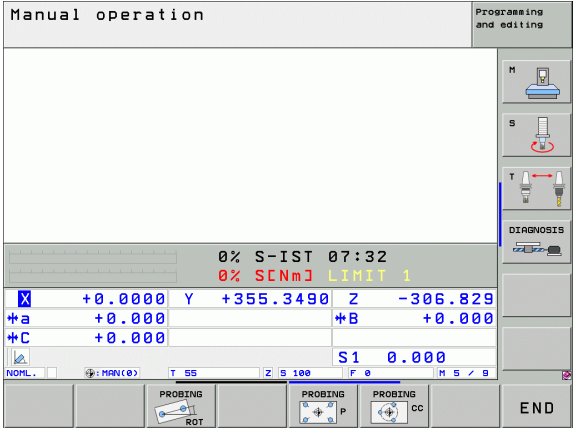 Manual operation
Programming
and editing
M
S
T
DIAGNOSIS
0% S-IST 07:32
0% S[Nm] LIMIT 1
X +0.0000 Y +355.3490 Z -306.829
a +0.000 B +0.000
C +0.000
S1 0.000
NOML. : MAN(0) T 55 Z S 100 F 0 M 5 / 9
PROBING
ROT
PROBING
P
PROBING
CC
END